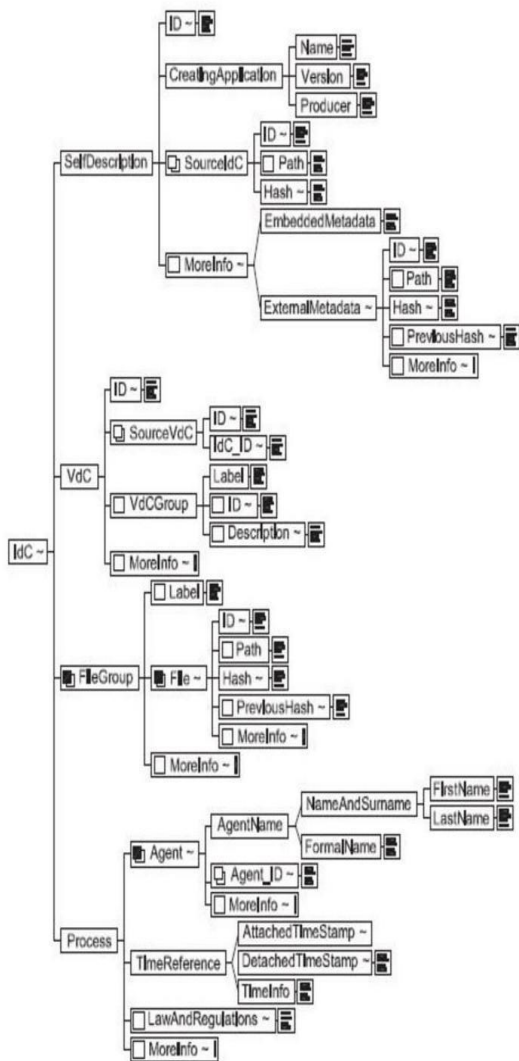 ID ~
CreatingApplication
Name
Version
Producer
SelfDescription
SourceIdC
ID ~
Path
Hash ~
MoreInfo ~
EmbeddedMetadata
ExternalMetadata ~
ID ~
Path
Hash ~
PreviousHash ~
MoreInfo ~
IdC ~
VdC
ID ~
SourceVdC
ID ~
IdC_ID ~
VdCGroup
Label
ID ~
Description ~
MoreInfo ~
FileGroup
Label
File ~
ID ~
Path
Hash ~
PreviousHash ~
MoreInfo ~
MoreInfo ~
Process
Agent ~
AgentName
NameAndSurname
FirstName
LastName
FormalName
Agent_ID ~
MoreInfo ~
TimeReference
AttachedTimeStamp ~
DetachedTimeStamp ~
TimeInfo
LawAndRegulations ~
MoreInfo ~